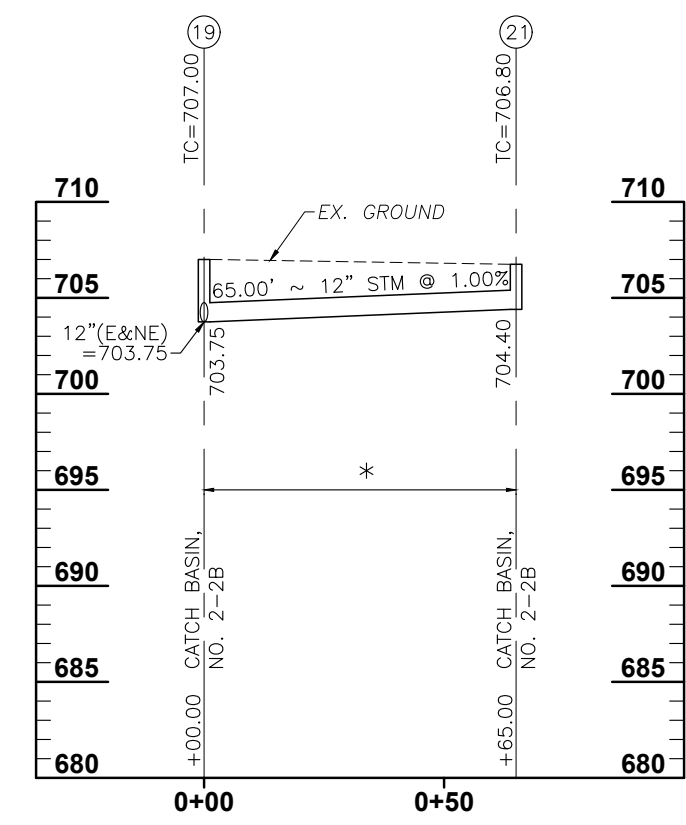 19
21
TC=707.00
TC=706.80
710
710
EX. GROUND
705
65.00' ~ 12" STM @ 1.00%
705
12"(E&NE)
=703.75
703.75
704.40
700
700
*
695
695
CATCH BASIN,
NO. 2-2B
CATCH BASIN,
NO. 2-2B
690
690
685
685
+00.00
+65.00
680
680
0+00
0+50